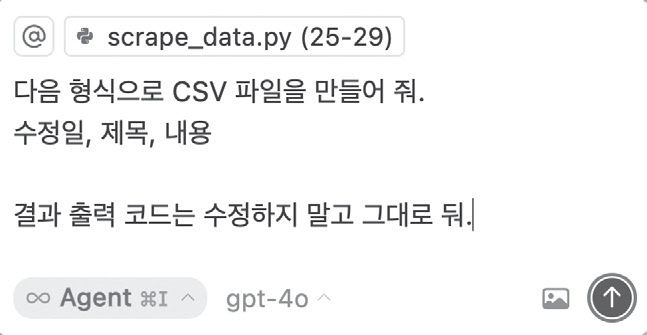 @ scrape_data.py (25-29)
다음 형식으로 CSV 파일을 만들어 줘.
수정일, 제목, 내용
결과 출력 코드는 수정하지 말고 그대로 둬.
∞ Agent ⌘I ^ gpt-4o ^